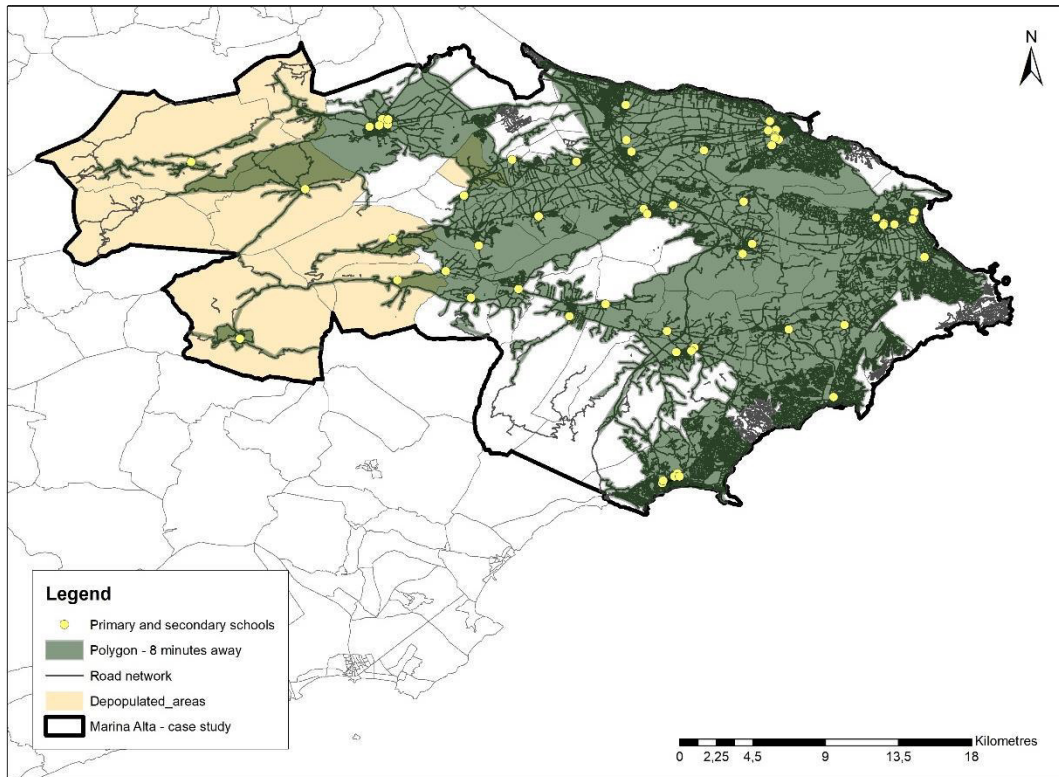 N
Legend
Primary and secondary schools
Polygon - 8 minutes away
Road network
Depopulated_areas
Marina Alta - case study
Kilometres
0 2,25 4,5 9 13,5 18